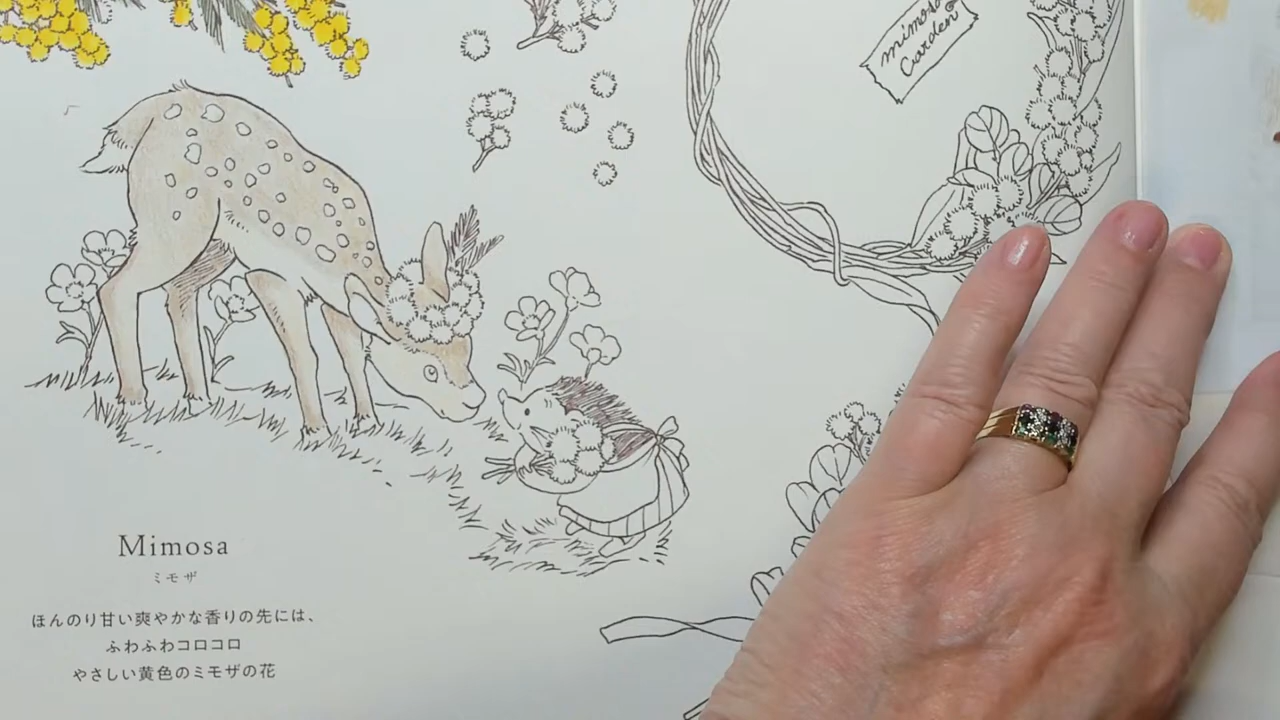 mimosa
Garden
Mimosa
ミモザ
ほんのり甘い爽やかな香りの先には、
ふわふわコロコロ
やさしい黄色のミモザの花